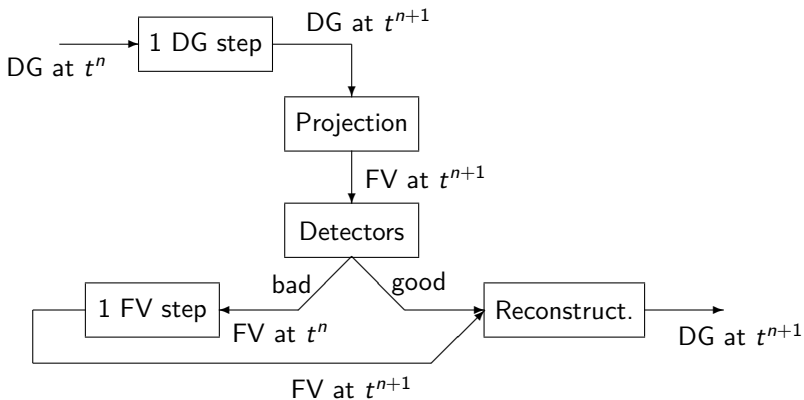 DG at t^{n+1}
1 DG step
DG at t^n
Projection
FV at t^{n+1}
Detectors
bad
good
1 FV step
Reconstruct.
FV at t^n
DG at t^{n+1}
FV at t^{n+1}